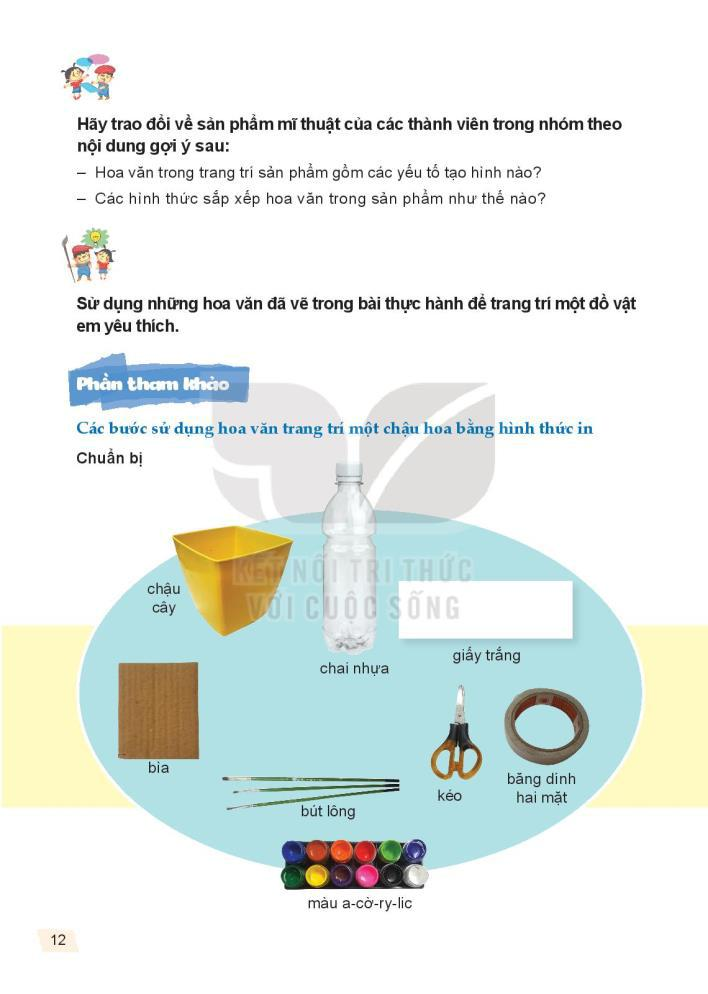 Hãy trao đổi về sản phẩm mĩ thuật của các thành viên trong nhóm theo
nội dung gợi ý sau:
– Hoa văn trong trang trí sản phẩm gồm các yếu tố tạo hình nào?
– Các hình thức sắp xếp hoa văn trong sản phẩm như thế nào?
Sử dụng những hoa văn đã vẽ trong bài thực hành để trang trí một đồ vật
em yêu thích.
Phần tham khảo
Các bước sử dụng hoa văn trang trí một chậu hoa bằng hình thức in
Chuẩn bị
KẾT NỐI TRI THỨC
VỚI CUỘC SỐNG
chậu
cây
chai nhựa
giấy trắng
bìa
bút lông
kéo
băng dính
hai mặt
màu a-cờ-ry-lic
12